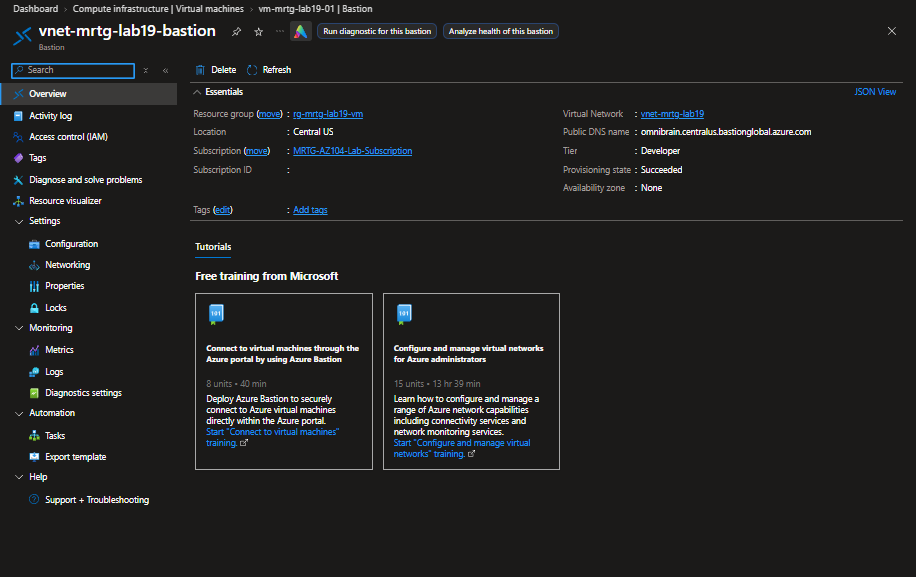 Dashboard > Compute infrastructure | Virtual machines > vm-mrtg-lab19-01 | Bastion
vnet-mrtg-lab19-bastion
Bastion
Run diagnostic for this bastion
Analyze health of this bastion
Search
Overview
Activity log
Access control (IAM)
Tags
Diagnose and solve problems
Resource visualizer
Settings
Configuration
Networking
Properties
Locks
Monitoring
Metrics
Logs
Diagnostics settings
Automation
Tasks
Export template
Help
Support + Troubleshooting
Delete Refresh
Essentials
JSON View
Resource group (move) : rg-mrtg-lab19-vm
Location : Central US
Subscription (move) : MRTG-AZ104-Lab-Subscription
Subscription ID :
Virtual Network : vnet-mrtg-lab19
Public DNS name : omnibrain.centralus.bastionglobal.azure.com
Tier : Developer
Provisioning state : Succeeded
Availability zone : None
Tags (edit) : Add tags
Tutorials
Free training from Microsoft
101
Connect to virtual machines through the
Azure portal by using Azure Bastion
8 units • 40 min
Deploy Azure Bastion to securely
connect to Azure virtual machines
directly within the Azure portal.
Start "Connect to virtual machines"
training.
101
Configure and manage virtual networks
for Azure administrators
15 units • 13 hr 39 min
Learn how to configure and manage a
range of Azure network capabilities
including connectivity services and
network monitoring services.
Start "Configure and manage virtual
networks" training.